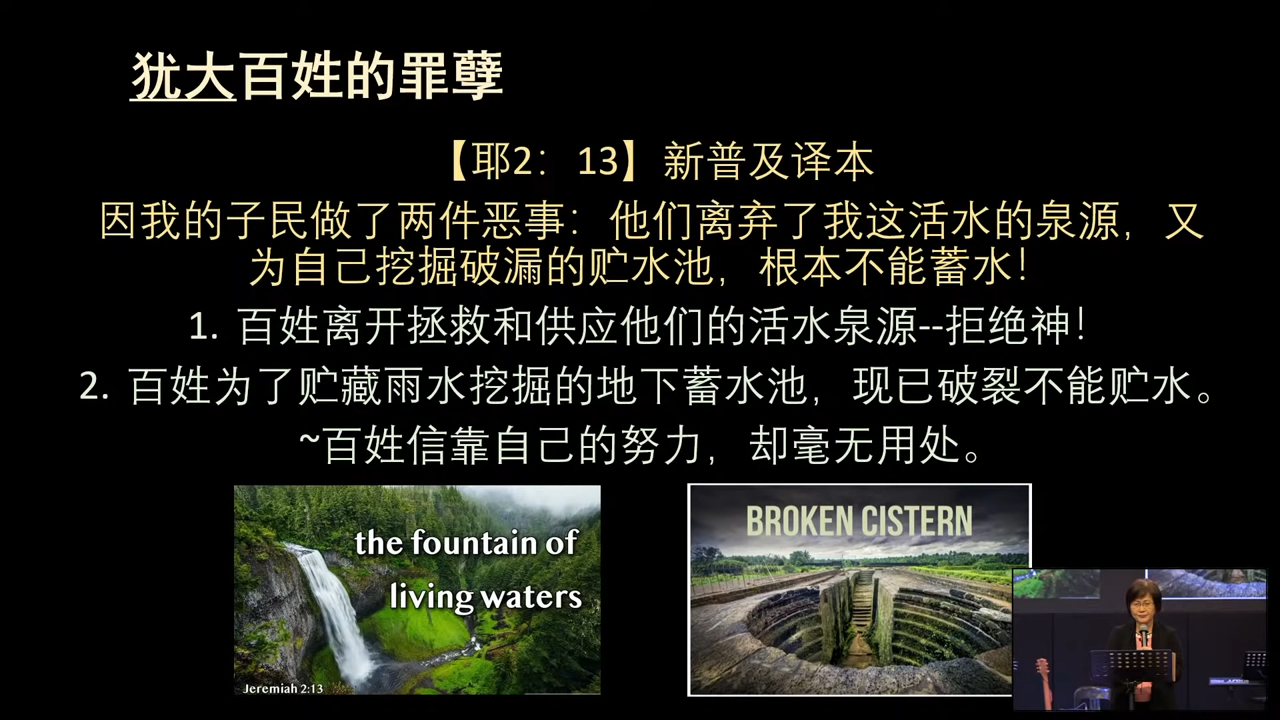 犹大百姓的罪孽
【耶2：13】新普及译本
因我的子民做了两件恶事：他们离弃了我这活水的泉源，又
为自己挖掘破漏的贮水池，根本不能蓄水！
1. 百姓离开拯救和供应他们的活水泉源--拒绝神！
2. 百姓为了贮藏雨水挖掘的地下蓄水池，现已破裂不能贮水。
~百姓信靠自己的努力，却毫无用处。
the fountain of
living waters
Jeremiah 2:13
BROKEN CISTERN